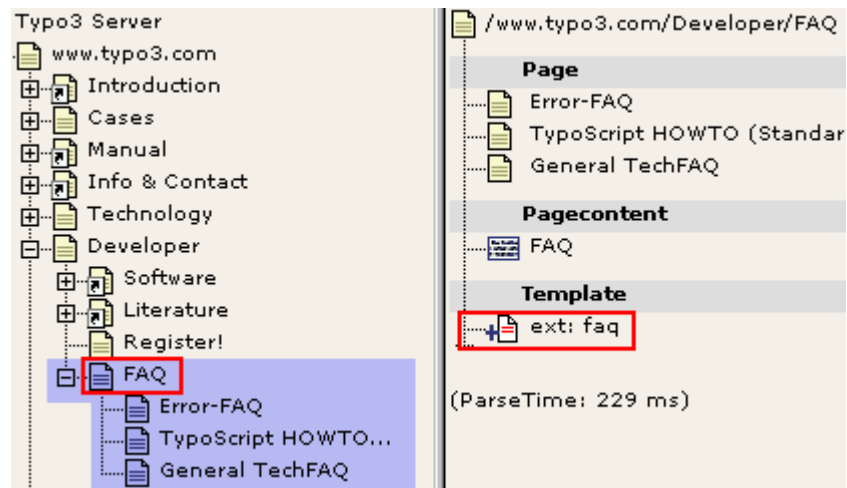 Typo3 Server
www.typo3.com
Introduction
Cases
Manual
Info & Contact
Technology
Developer
Software
Literature
Register!
FAQ
Error-FAQ
TypoScript HOWTO...
General TechFAQ
/www.typo3.com/Developer/FAQ
Page
Error-FAQ
TypoScript HOWTO (Standar
General TechFAQ
Pagecontent
FAQ
Template
ext: faq
(ParseTime: 229 ms)